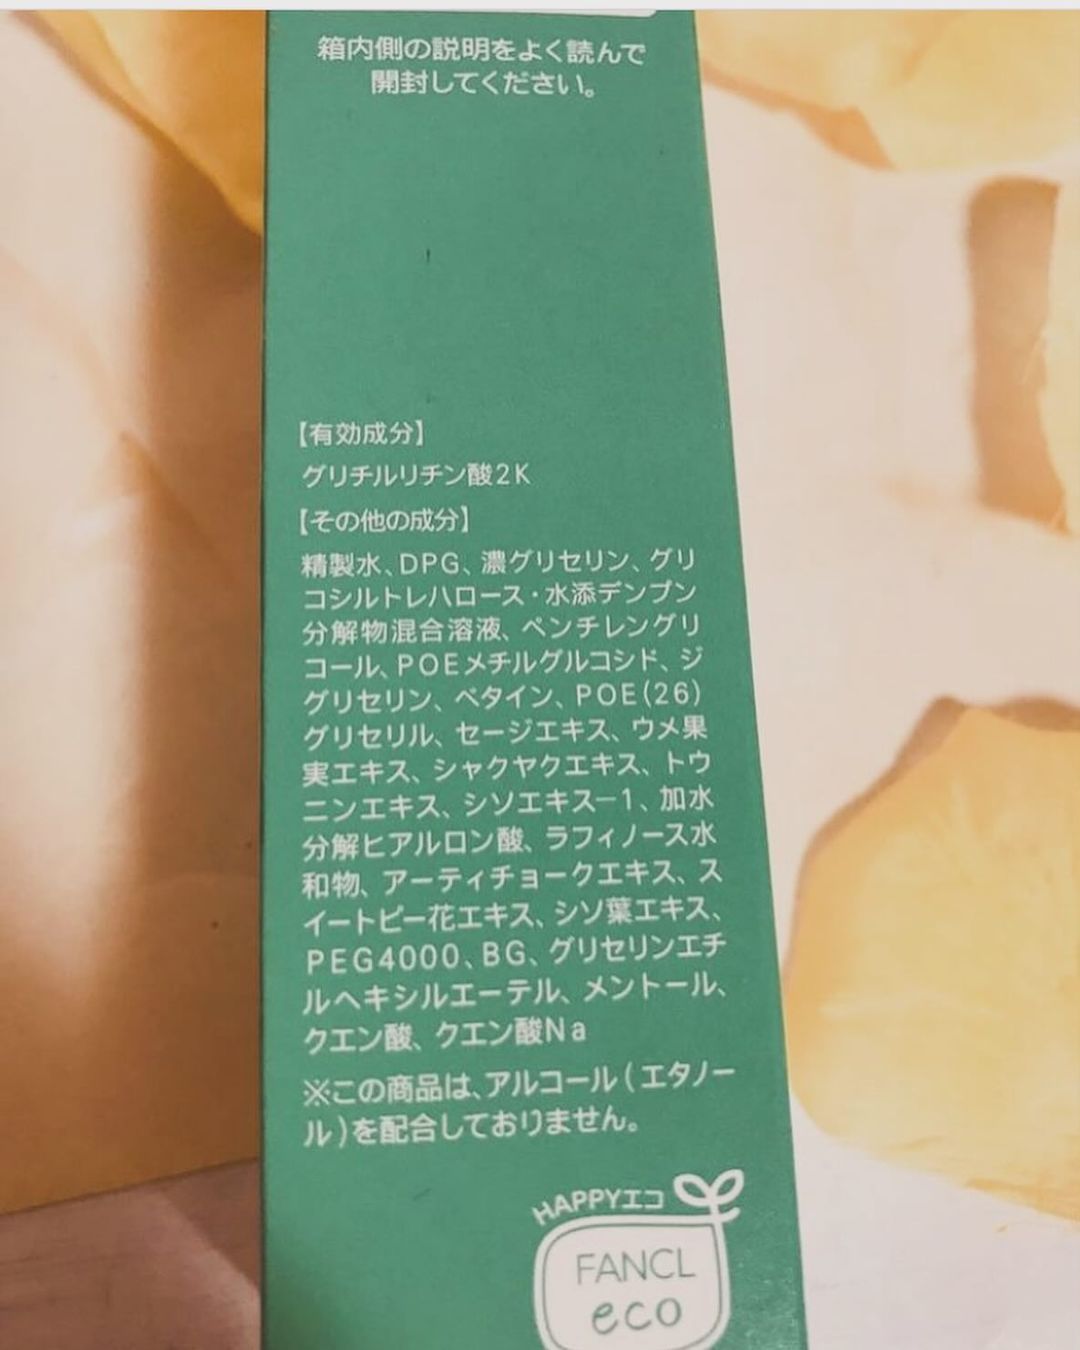 箱内側の説明をよく読んで
開封してください。
【有効成分】
グリチルリチン酸2K
【その他の成分】
精製水、DPG、濃グリセリン、グリ
コシルトレハロース・水添デンプン
分解物混合溶液、ペンチレングリ
コール、POEメチルグルコシド、ジ
グリセリン、ベタイン、POE(26)
グリセリル、セージエキス、ウメ果
実エキス、シャクヤクエキス、トウ
ニンエキス、シソエキス−1、加水
分解ヒアルロン酸、ラフィノース水
和物、アーティチョークエキス、ス
イートピー花エキス、シソ葉エキス、
PEG4000、BG、グリセリンエチ
ルヘキシルエーテル、メントール、
クエン酸、クエン酸Na
※この商品は、アルコール(エタノー
ル)を配合しておりません。
HAPPYエコ
FANCL
eco